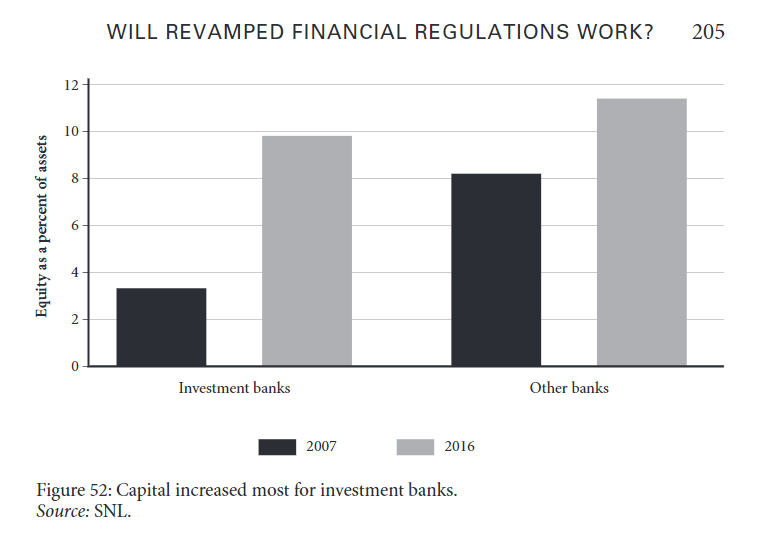 WILL REVAMPED FINANCIAL REGULATIONS WORK? 205
Equity as a percent of assets
12
10
8
6
4
2
0
Investment banks
Other banks
2007
2016
Figure 52: Capital increased most for investment banks.
Source: SNL.